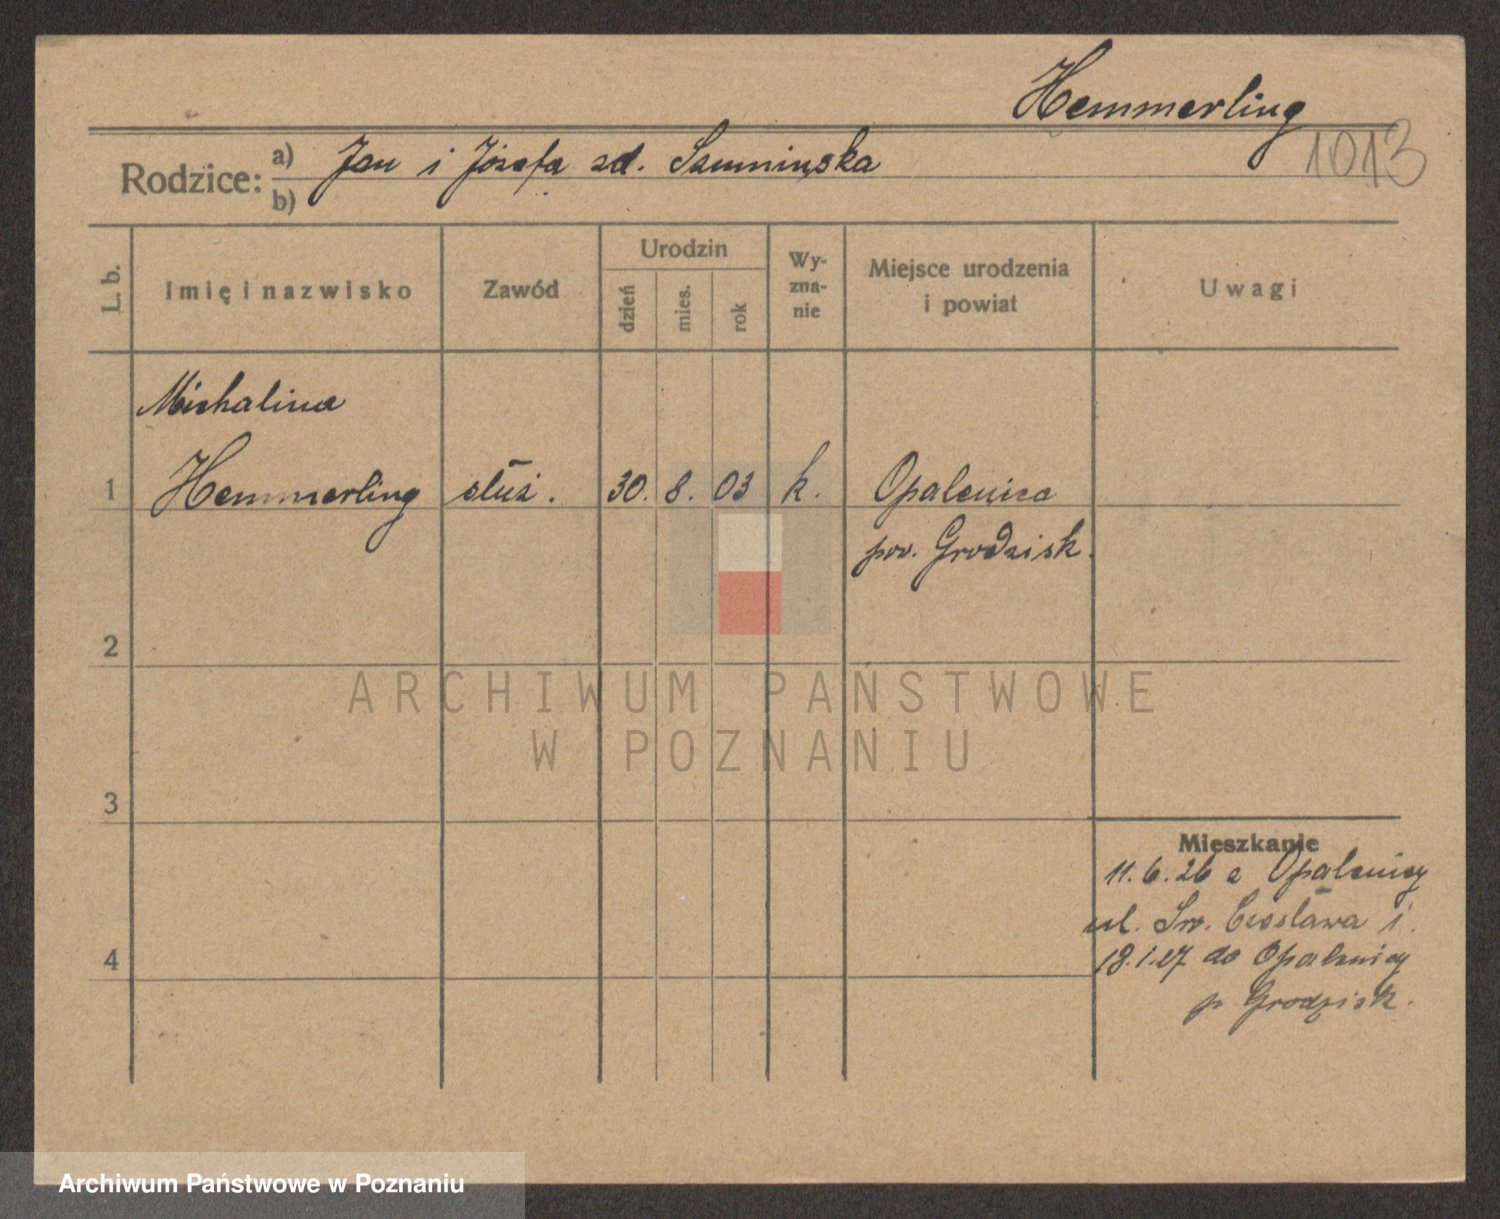 Hemmerling
1013
Rodzice: a) Jan i Józefa zd. Szumińska
b)
L. b. Imię i nazwisko Zawód Urodzin dzień mies. rok Wy-zna-nie Miejsce urodzenia i powiat Uwagi
Michalina
1 Hemmerling służ. 30. 8. 03 k. Opalenica
pow. Grodzisk.
2
ARCHIWUM PAŃSTWOWE
W POZNANIU
3
Mieszkanie
11.6.26 z Opalenicy
ul. Św. Czesława
4 18.1.27 do Opalenicy
p. Grodzisk.
Archiwum Państwowe w Poznaniu